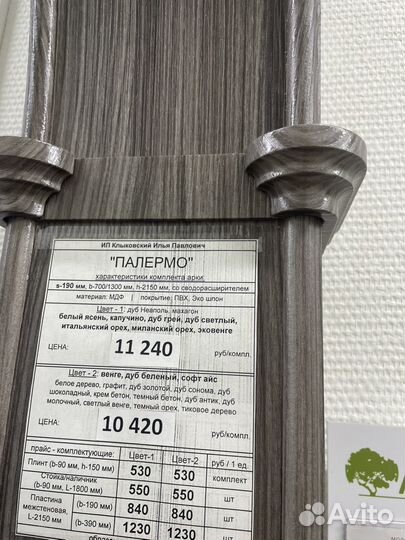 ИП Клыковский Илья Павлович
"ПАЛЕРМО"
характеристики комплекта арки:
s-190 мм, b-700/1300 мм, h-2150 мм, со сводорасширителем
материал: МДФ | покрытие: ПВХ, Эко шпон
Цвет - 1: дуб Неаполь, махагон
белый ясень, капучино, дуб грей, дуб светлый,
итальянский орех, миланский орех, эковенге
ЦЕНА: 11 240 руб/компл.
Цвет - 2: венге, дуб беленый, софт айс
белое дерево, графит, дуб золотой, дуб сонома, дуб
шоколадный, крем бетон, темный бетон, дуб антик, дуб
молочный, светлый венге, темный орех, тиковое дерево
ЦЕНА: 10 420 руб/компл.
прайс - комплектующие: Цвет-1 Цвет-2 руб / 1 ед.
Плинт (b-90 мм, h-150 мм) 530 530 комплект
Стойка/наличник
(b-90 мм, L-1800 мм) 550 550 шт
Пластина
межстеновая,
L-2150 мм
(b-190 мм) 840 840 шт
(b-390 мм) 1230 1230 шт
Avito